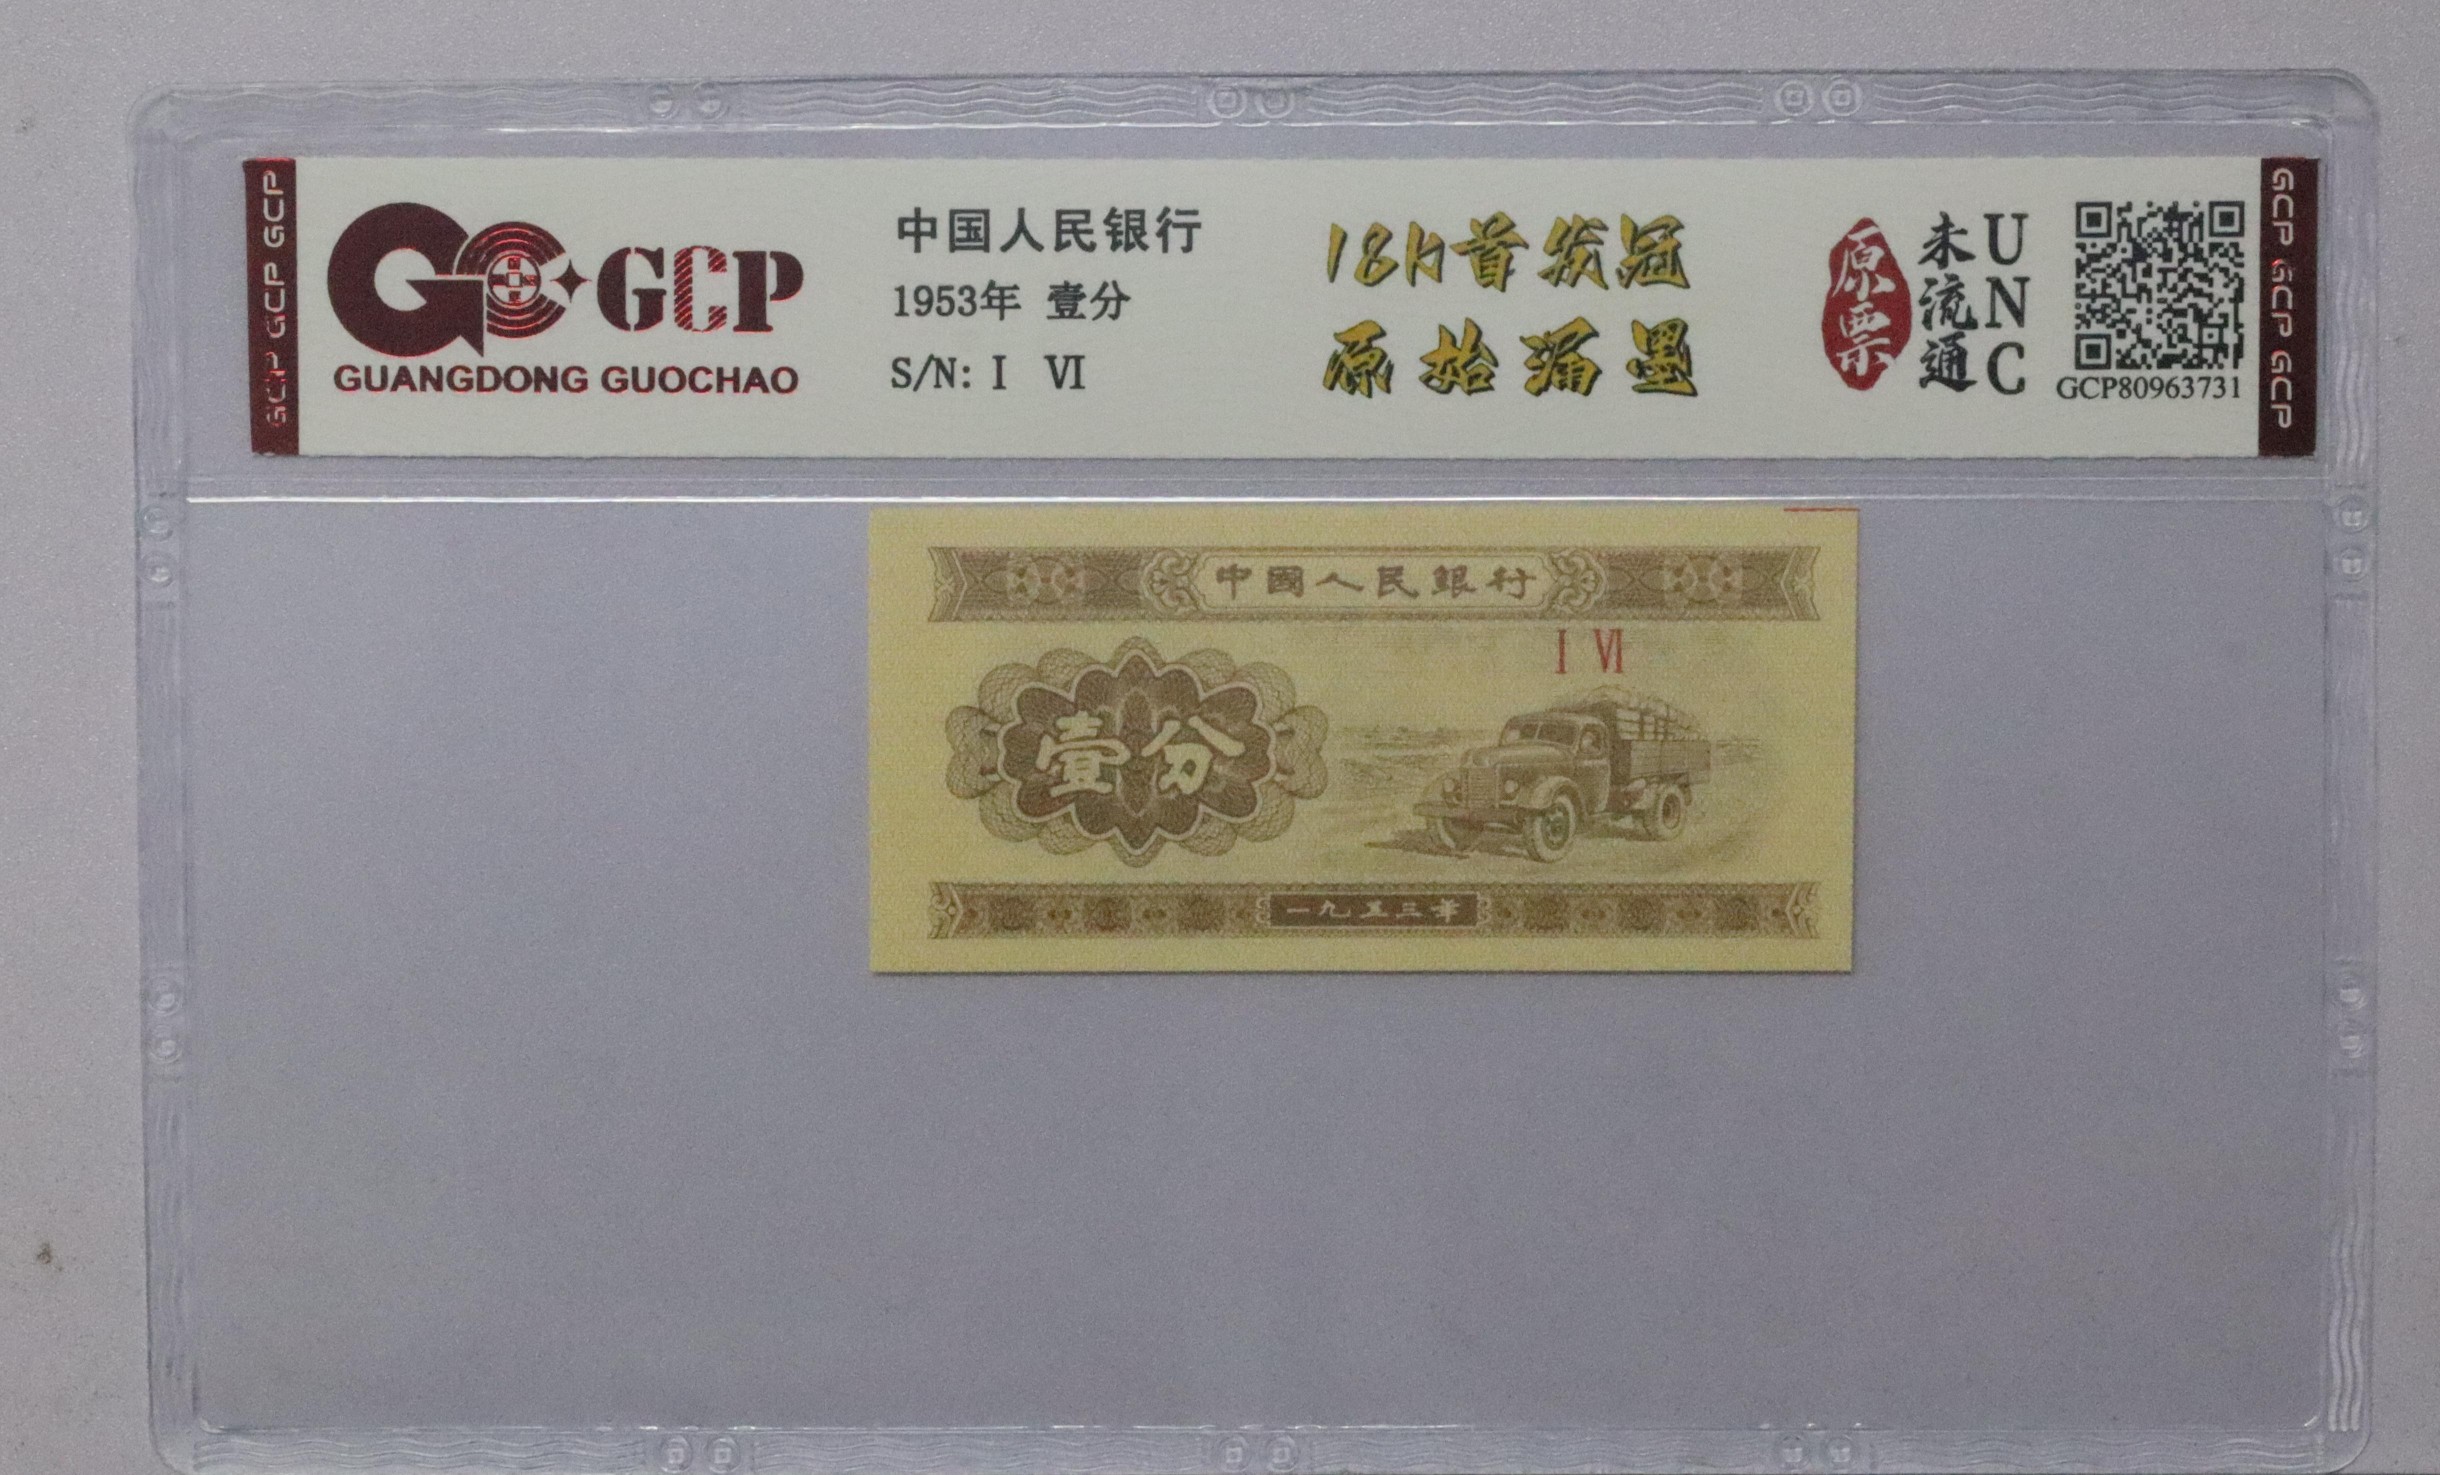 GCP GCP GCP
GCP
GUANGDONG GUOCHAO
中国人民银行
1953年 壹分
S/N: I VI
18h首发冠
原始漏墨
原票
未流通
UNC
GCP80963731
GCP GCP GCP
中國人民銀行
I VI
壹分
一九五三年